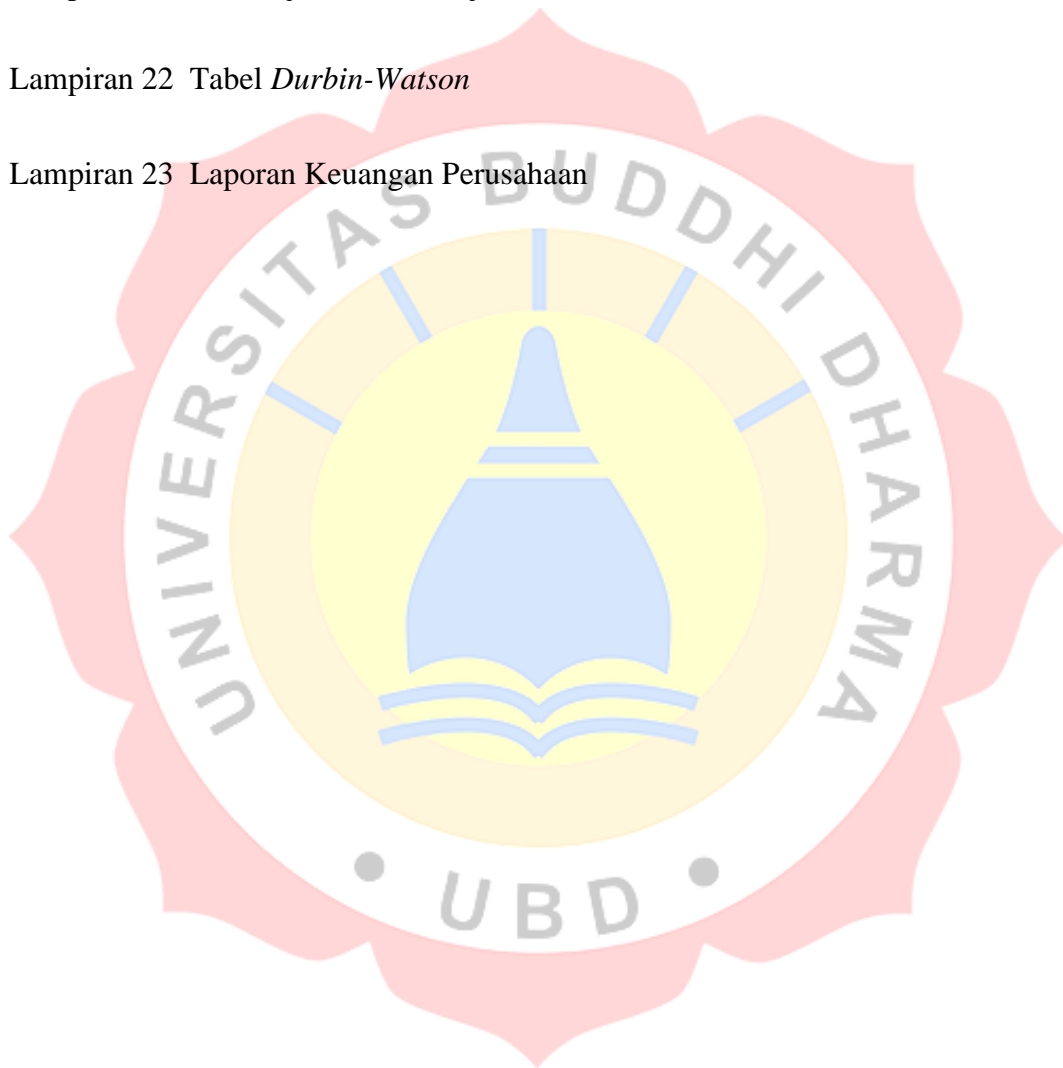 Lampiran 22 Tabel Durbin-Watson
Lampiran 23 Laporan Keuangan Perusahaan
UNIVERSITAS BUDDHI DHARMA
• UBD •